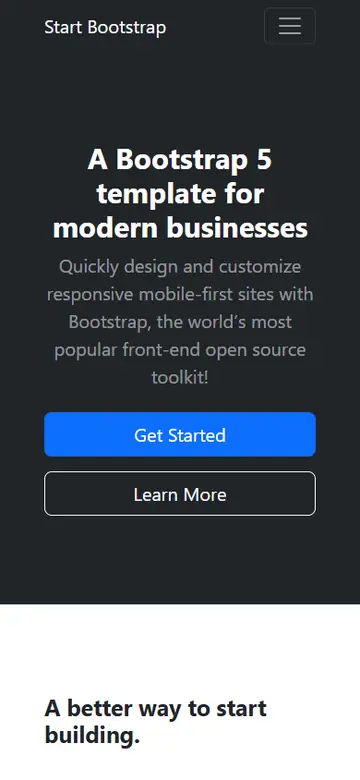 Start Bootstrap
A Bootstrap 5
template for
modern businesses
Quickly design and customize
responsive mobile-first sites with
Bootstrap, the world’s most
popular front-end open source
toolkit!
Get Started
Learn More
A better way to start
building.